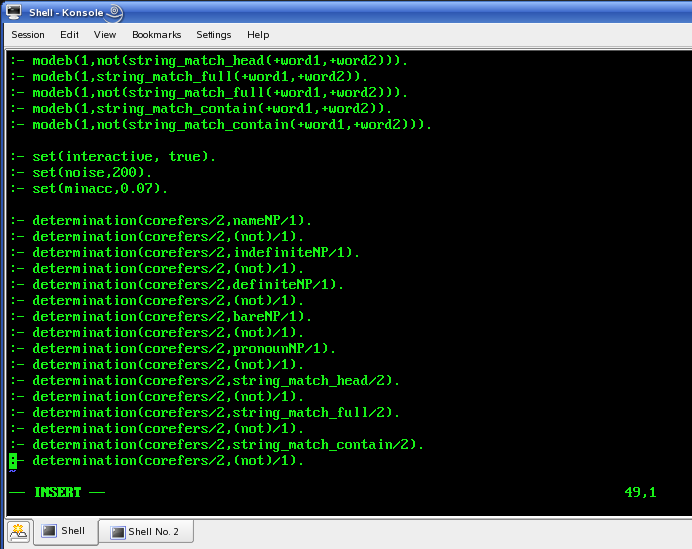 Shell - Konsole
Session Edit View Bookmarks Settings Help
:- modeb(1,not(string_match_head(+word1,+word2))).
:- modeb(1,string_match_full(+word1,+word2)).
:- modeb(1,not(string_match_full(+word1,+word2))).
:- modeb(1,string_match_contain(+word1,+word2)).
:- modeb(1,not(string_match_contain(+word1,+word2))).
:- set(interactive, true).
:- set(noise,200).
:- set(minacc,0.07).
:- determination(corefers/2,nameNP/1).
:- determination(corefers/2,(not)/1).
:- determination(corefers/2,indefiniteNP/1).
:- determination(corefers/2,(not)/1).
:- determination(corefers/2,definiteNP/1).
:- determination(corefers/2,(not)/1).
:- determination(corefers/2,bareNP/1).
:- determination(corefers/2,(not)/1).
:- determination(corefers/2,pronounNP/1).
:- determination(corefers/2,(not)/1).
:- determination(corefers/2,string_match_head/2).
:- determination(corefers/2,(not)/1).
:- determination(corefers/2,string_match_full/2).
:- determination(corefers/2,(not)/1).
:- determination(corefers/2,string_match_contain/2).
:- determination(corefers/2,(not)/1).
~
-- INSERT -- 49,1
Shell Shell No. 2